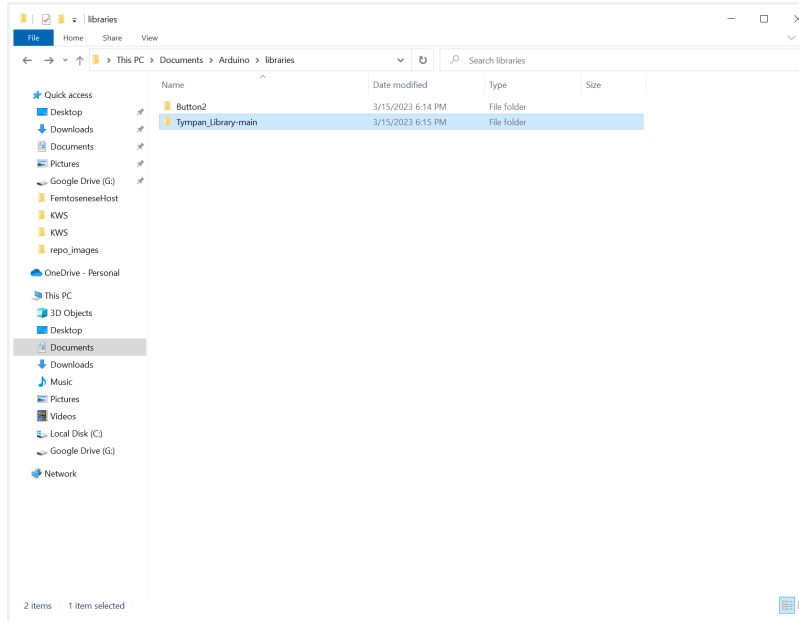 libraries
File Home Share View
This PC Documents Arduino libraries
Search libraries
Name Date modified Type Size
Button2 3/15/2023 6:14 PM File folder
Tympan_Library-main 3/15/2023 6:15 PM File folder
Quick access
Desktop
Downloads
Documents
Pictures
Google Drive (G:)
FemtoseneseHost
KWS
KWS
repo_images
OneDrive - Personal
This PC
3D Objects
Desktop
Documents
Downloads
Music
Pictures
Videos
Local Disk (C:)
Google Drive (G:)
Network
2 items 1 item selected